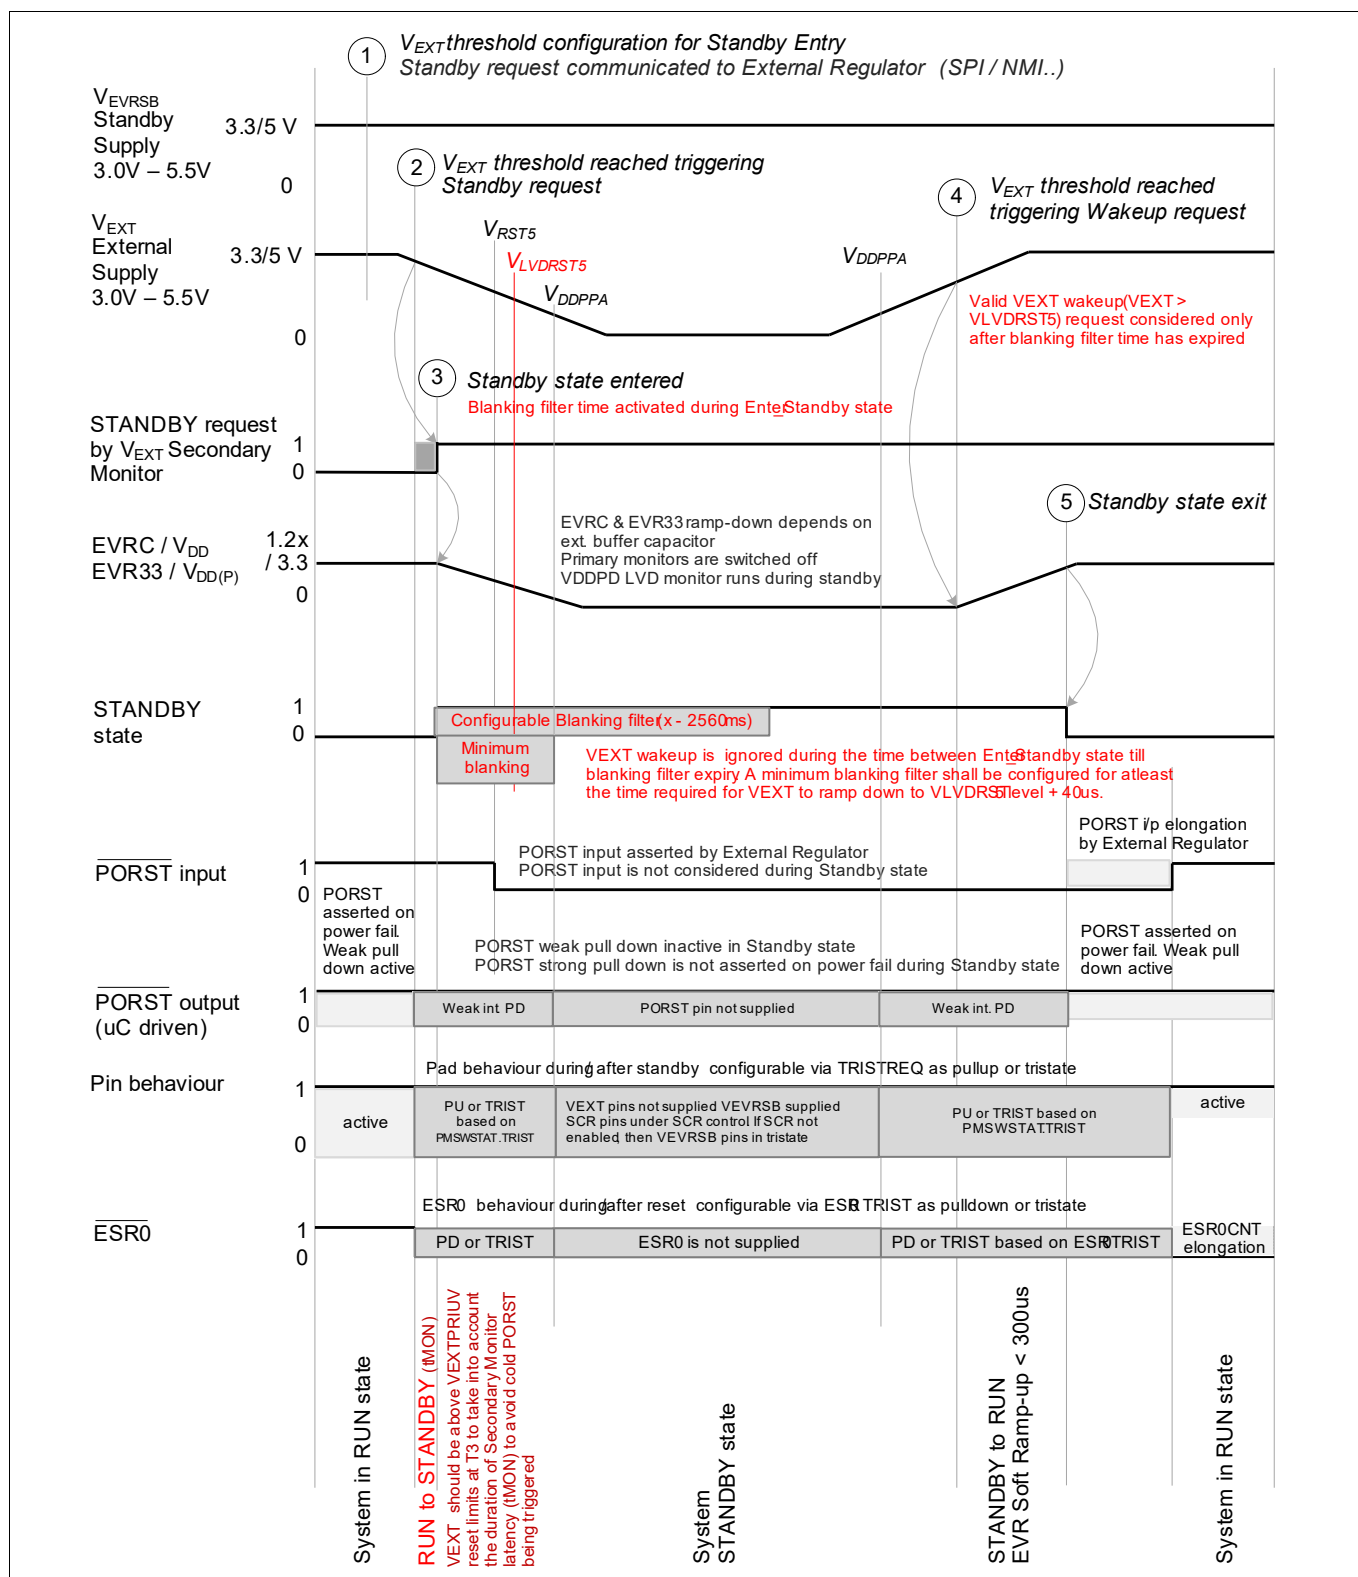 1
VEXT threshold configuration for Standby Entry
Standby request communicated to External Regulator (SPI / NMI..)
VEVRSB
Standby
Supply
3.0V – 5.5V
3.3/5 V
0
2
VEXT threshold reached triggering
Standby request
4
VEXT threshold reached
triggering Wakeup request
VEXT
External
Supply
3.0V – 5.5V
3.3/5 V
0
VRST5
VLVDRST5
VDDPPA
VDDPPA
Valid VEXT wakeup(VEXT >
VLVDRST5) request considered only
after blanking filter time has expired
3
Standby state entered
Blanking filter time activated during Enter_Standby state
STANDBY request
by VEXT Secondary
Monitor
1
0
5
Standby state exit
EVRC / VDD
EVR33 / VDD(P)
1.2x
/ 3.3
0
EVRC & EVR33 ramp-down depends on
ext. buffer capacitor
Primary monitors are switched off
VDDPD LVD monitor runs during standby
STANDBY
state
1
0
Configurable Blanking filter(x - 2560ms)
Minimum
blanking
VEXT wakeup is ignored during the time between Enter_Standby state till
blanking filter expiry A minimum blanking filter shall be configured for atleast
the time required for VEXT to ramp down to VLVDRST5 level + 40us.
PORST i/p elongation
by External Regulator
PORST input
1
0
PORST input asserted by External Regulator
PORST input is not considered during Standby state
PORST
asserted on
power fail.
Weak pull
down active
PORST weak pull down inactive in Standby state
PORST strong pull down is not asserted on power fail during Standby state
PORST asserted on
power fail. Weak pull
down active
PORST output
(uC driven)
1
0
Weak int. PD
PORST pin not supplied
Weak int. PD
Pin behaviour
Pad behaviour during/after standby configurable via TRISTREQ as pullup or tristate
1
0
active
PU or TRIST
based on
PMSWSTAT.TRIST
VEXT pins not supplied VEVRSB supplied
SCR pins under SCR control. If SCR not
enabled, then VEVRSB pins in tristate
PU or TRIST based on
PMSWSTAT.TRIST
active
ESR0 behaviour during/after reset configurable via ESR0TRIST as pulldown or tristate
ESR0
1
0
PD or TRIST
ESR0 is not supplied
PD or TRIST based on ESR0TRIST
ESR0CNT
elongation
System in RUN state
RUN to STANDBY (tMON)
VEXT should be above VEXTPRIUV
reset limits at T3 to take into account
the duration of Secondary Monitor
latency (tMON) to avoid cold PORST
being triggered
System
STANDBY state
STANDBY to RUN
EVR Soft Ramp-up < 300us
System in RUN state